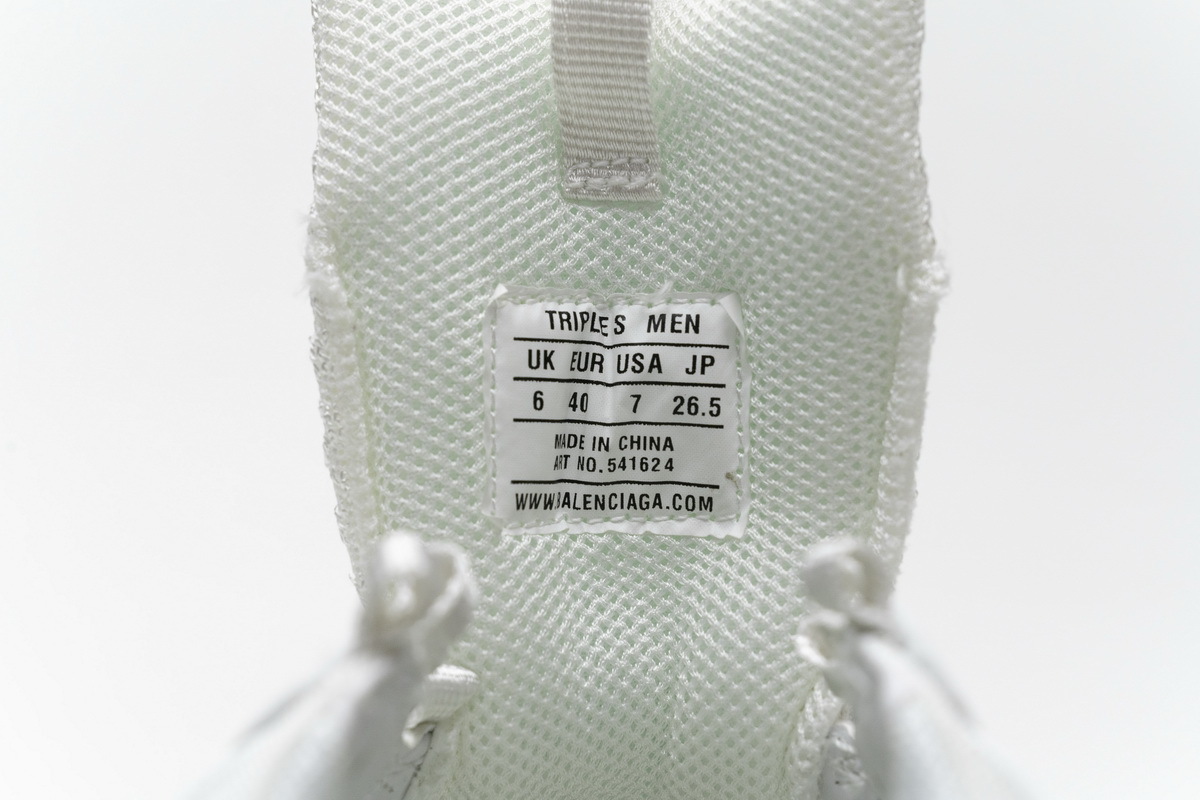 TRIPLE S MEN
UK EUR USA JP
6 40 7 26.5
MADE IN CHINA
ART NO.541624
WWW.BALENCIAGA.COM